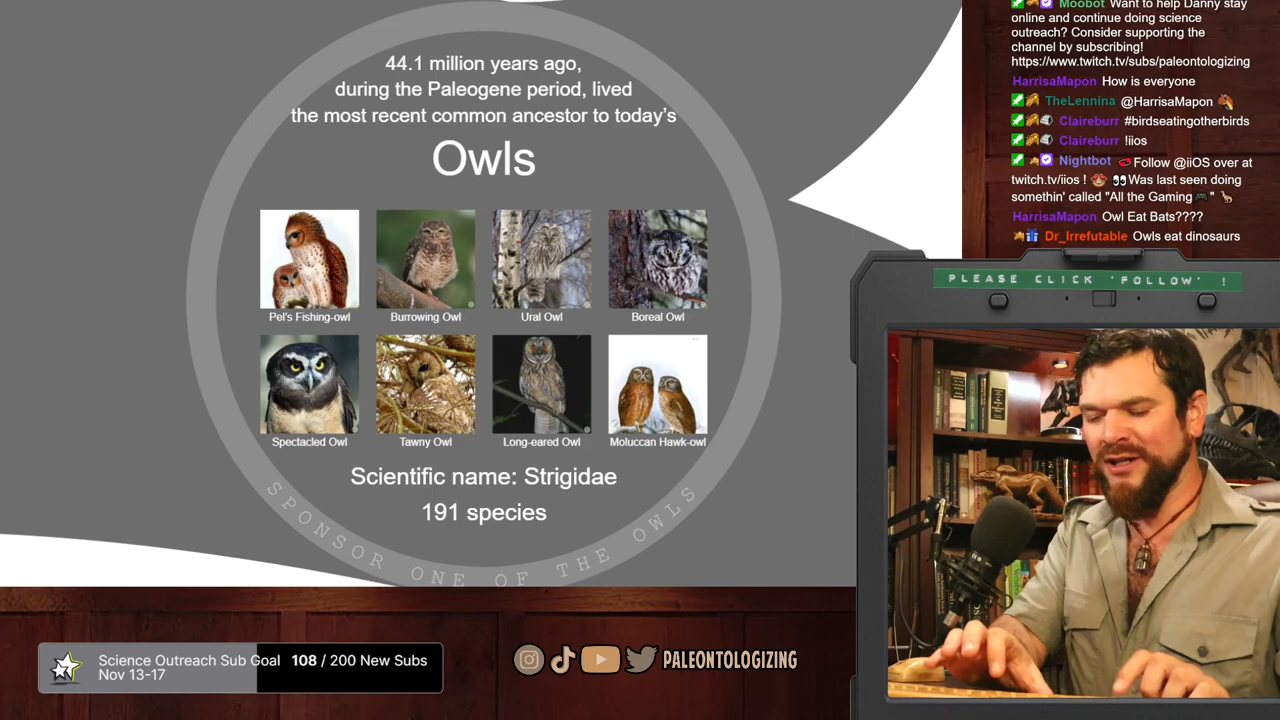 44.1 million years ago,
during the Paleogene period, lived
the most recent common ancestor to today's
Owls
Pel's Fishing-owl
Burrowing Owl
Ural Owl
Boreal Owl
Spectacled Owl
Tawny Owl
Long-eared Owl
Moluccan Hawk-owl
Scientific name: Strigidae
191 species
SPONSOR ONE OF THE OWLS
Moobot Want to help Danny stay
online and continue doing science
outreach? Consider supporting the
channel by subscribing!
https://www.twitch.tv/subs/paleontologizing
HarrisaMapon How is everyone
TheLennina @HarrisaMapon
Claireburr #birdseatingotherbirds
Claireburr !iios
Nightbot Follow @iiOS over at
twitch.tv/iios ! Was last seen doing
somethin' called "All the Gaming "
HarrisaMapon Owl Eat Bats????
Dr_Irrefutable Owls eat dinosaurs
PLEASE CLICK 'FOLLOW' !
Science Outreach Sub Goal 108 / 200 New Subs
Nov 13-17
PALEONTOLOGIZING